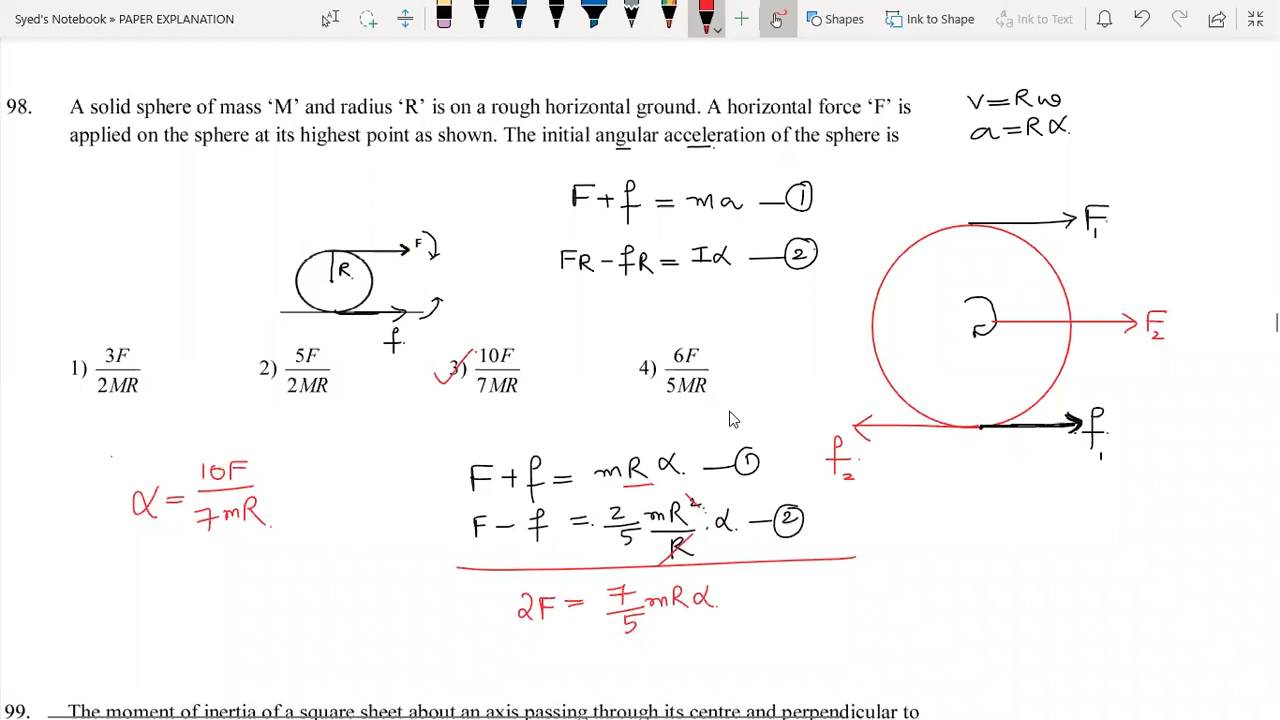 Syed's Notebook » PAPER EXPLANATION
Shapes
Ink to Shape
Ink to Text
98. A solid sphere of mass ‘M’ and radius ‘R’ is on a rough horizontal ground. A horizontal force ‘F’ is
applied on the sphere at its highest point as shown. The initial angular acceleration of the sphere is
v = Rω
a = Rα.
F + f = ma — ①
FR - fR = Iα — ②
F
R
f.
F₁
F₂
f₁
f₂
1) 3F/2MR 2) 5F/2MR 3) 10F/7MR 4) 6F/5MR
F + f = mRα. — ①
F - f = 2/5 mR²/R . α. — ②
2F = 7/5 mRα
α = 10F/7mR
99. The moment of inertia of a square sheet about an axis passing through its centre and perpendicular to